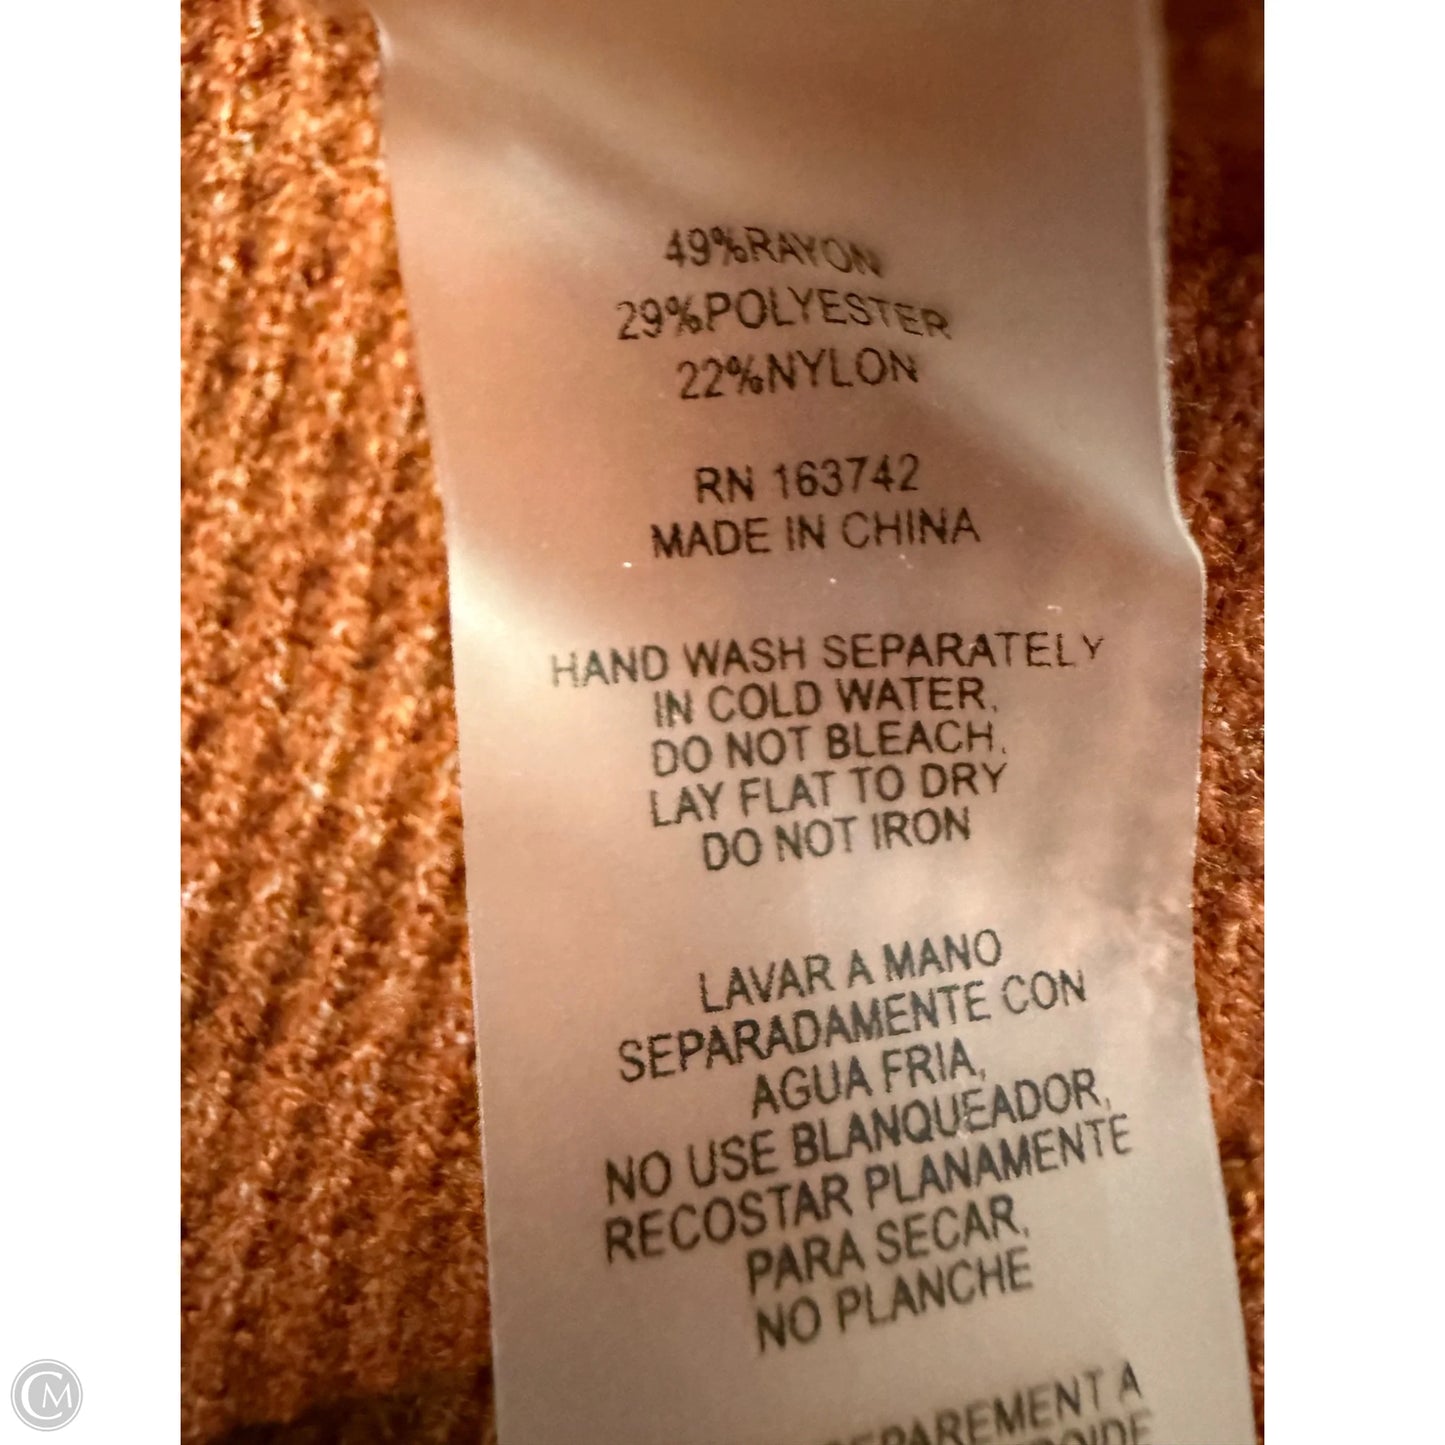 49%RAYON
29%POLYESTER
22%NYLON
RN 163742
MADE IN CHINA
HAND WASH SEPARATELY
IN COLD WATER,
DO NOT BLEACH,
LAY FLAT TO DRY
DO NOT IRON
LAVAR A MANO
SEPARADAMENTE CON
AGUA FRIA,
NO USE BLANQUEADOR,
RECOSTAR PLANAMENTE
PARA SECAR,
NO PLANCHE
A
CM